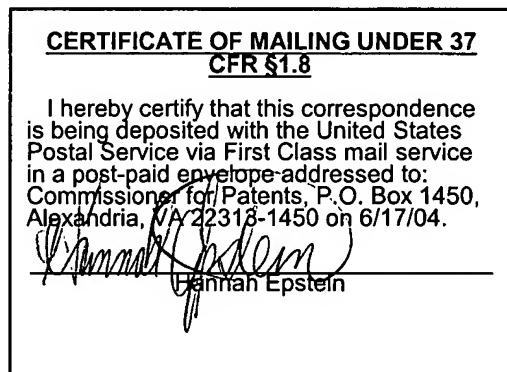 CERTIFICATE OF MAILING UNDER 37
CFR §1.8
I hereby certify that this correspondence
is being deposited with the United States
Postal Service via First Class mail service
in a post-paid envelope addressed to:
Commissioner for Patents, P.O. Box 1450,
Alexandria, VA 22313-1450 on 6/17/04.
Hannah Epstein
Hannah Epstein